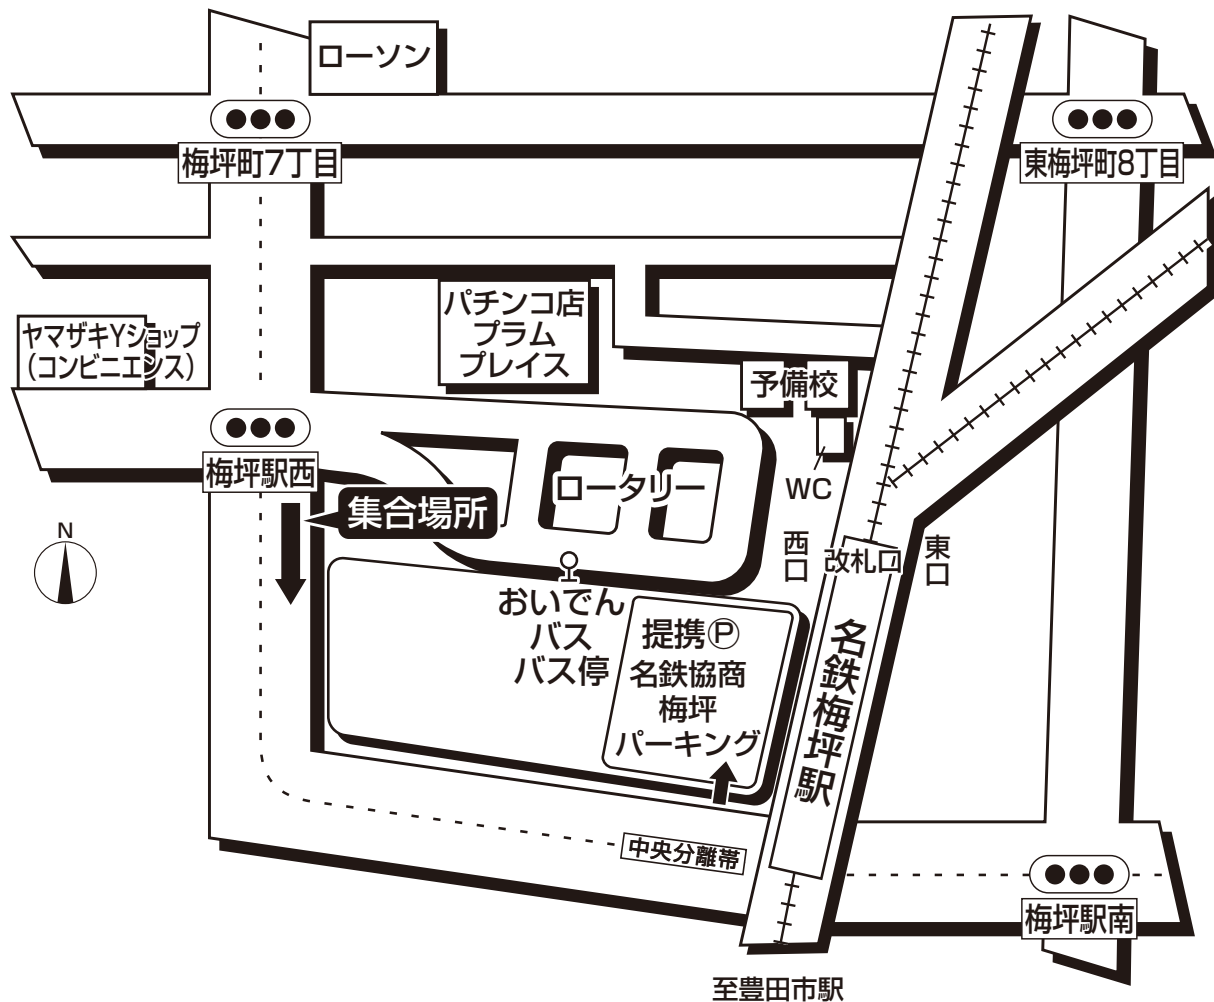 ローソン
梅坪町7丁目
東梅坪町8丁目
パチンコ店
プラム
プレイス
ヤマザキYショップ
(コンビニエンス)
予備校
梅坪駅西
ロータリー
WC
集合場所
N
西口
改札口
東口
おいでん
バス
バス停
提携Ⓟ
名鉄協商
梅坪
パーキング
名鉄梅坪駅
中央分離帯
梅坪駅南
至豊田市駅